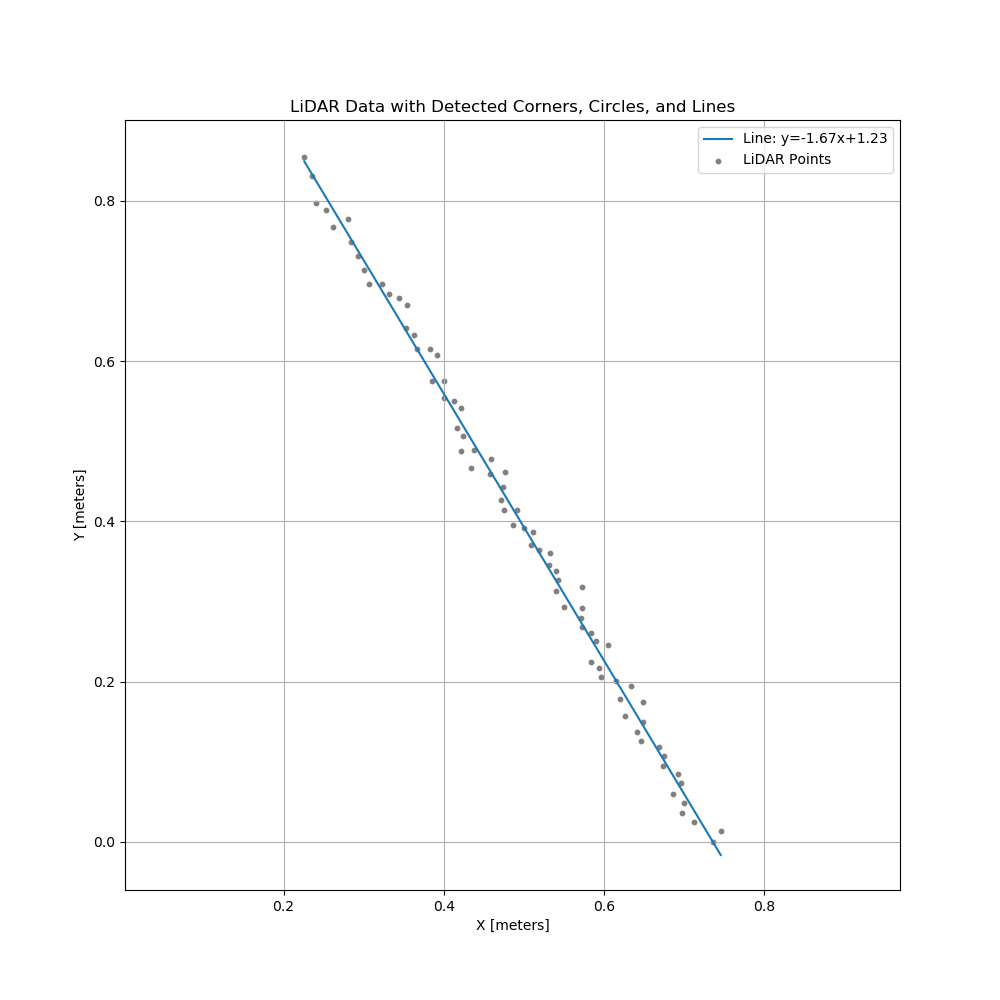 LiDAR Data with Detected Corners, Circles, and Lines
Line: y=-1.67x+1.23
LiDAR Points
0.8
0.6
0.4
0.2
0.0
Y [meters]
0.2 0.4 0.6 0.8
X [meters]